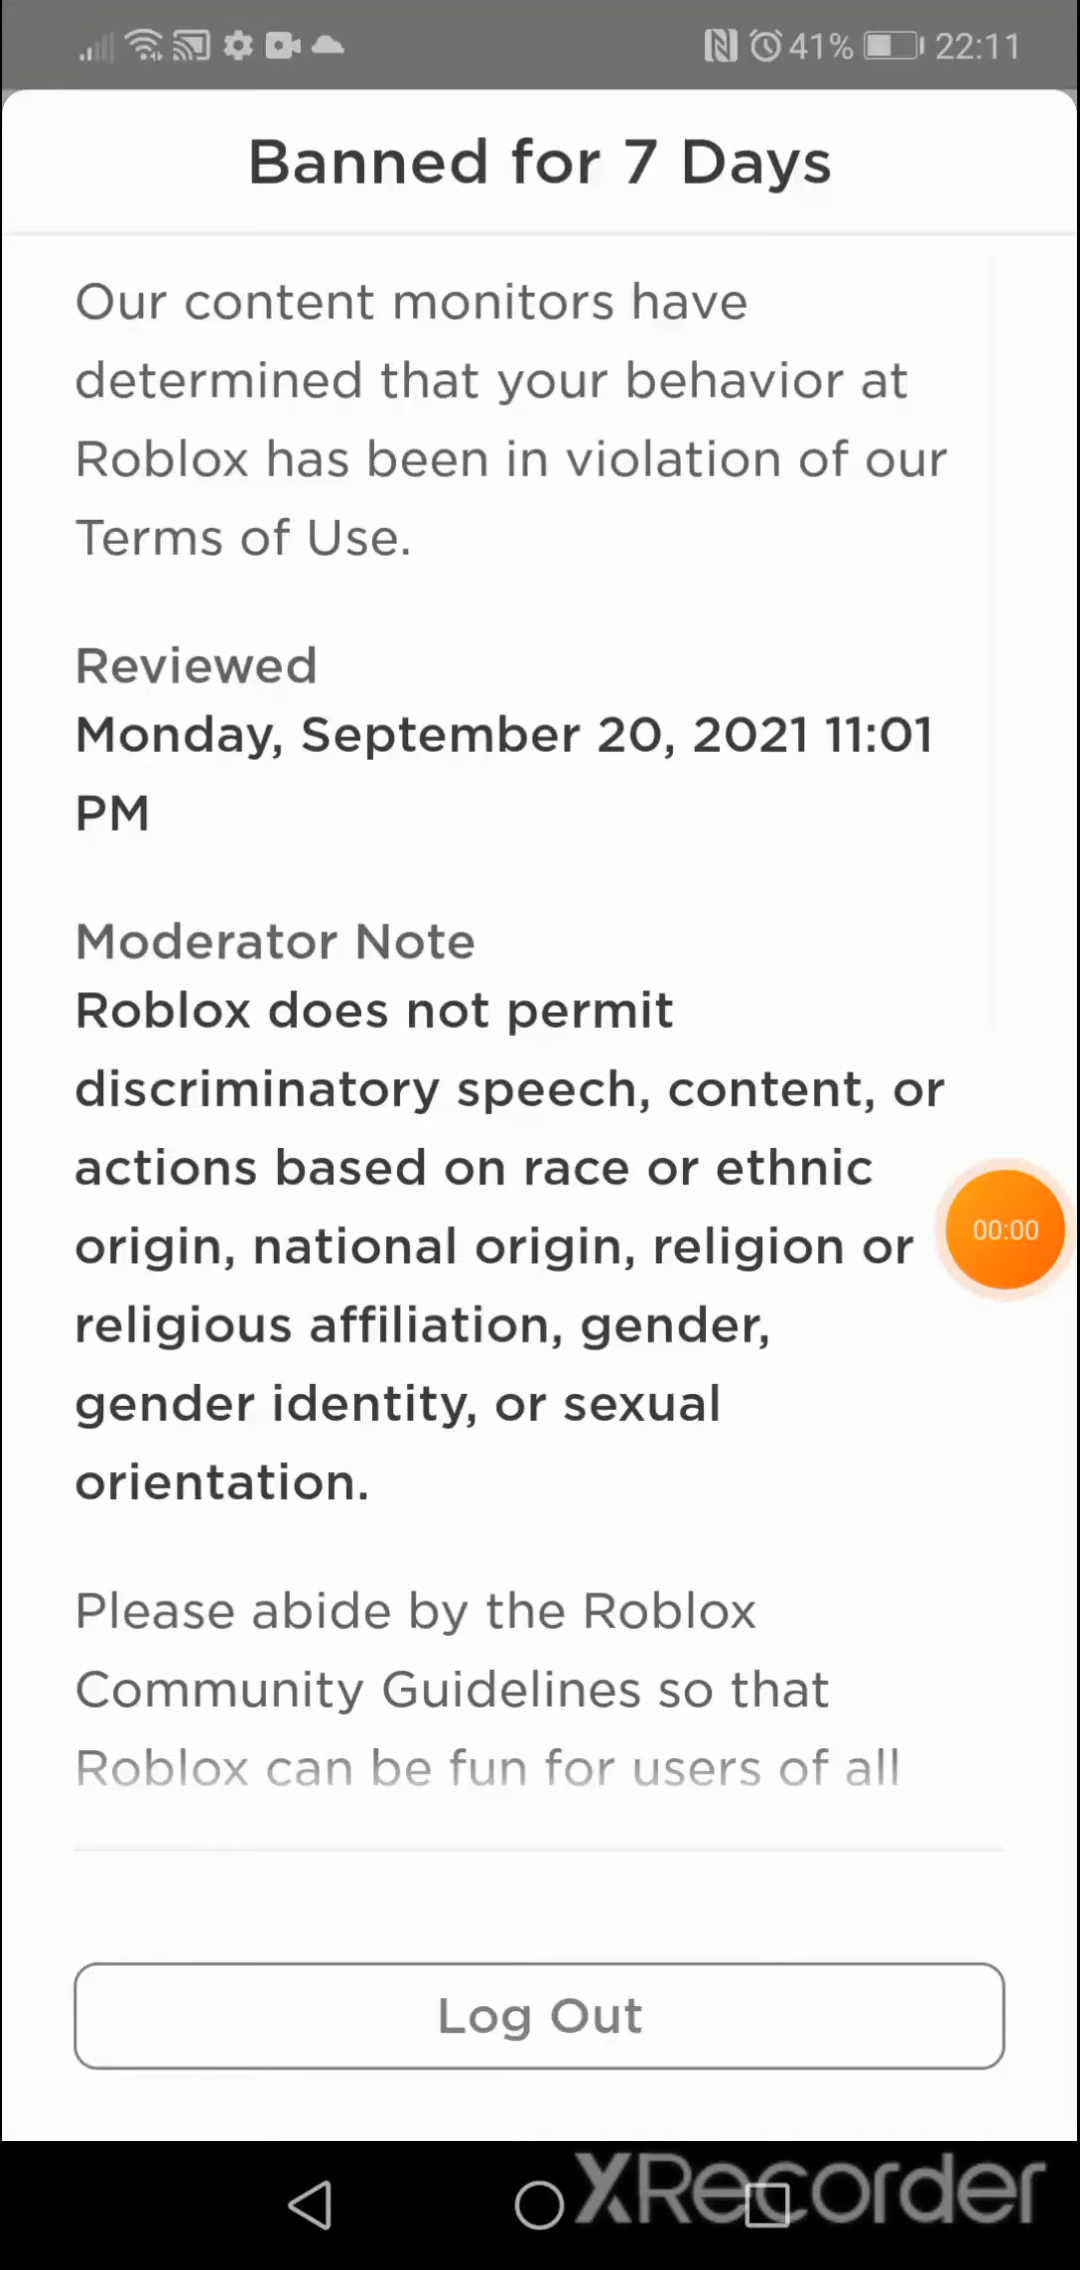 41% 22:11
Banned for 7 Days
Our content monitors have
determined that your behavior at
Roblox has been in violation of our
Terms of Use.
Reviewed
Monday, September 20, 2021 11:01
PM
Moderator Note
Roblox does not permit
discriminatory speech, content, or
actions based on race or ethnic
origin, national origin, religion or
religious affiliation, gender,
gender identity, or sexual
orientation.
00:00
Please abide by the Roblox
Community Guidelines so that
Roblox can be fun for users of all
Log Out
XRecorder